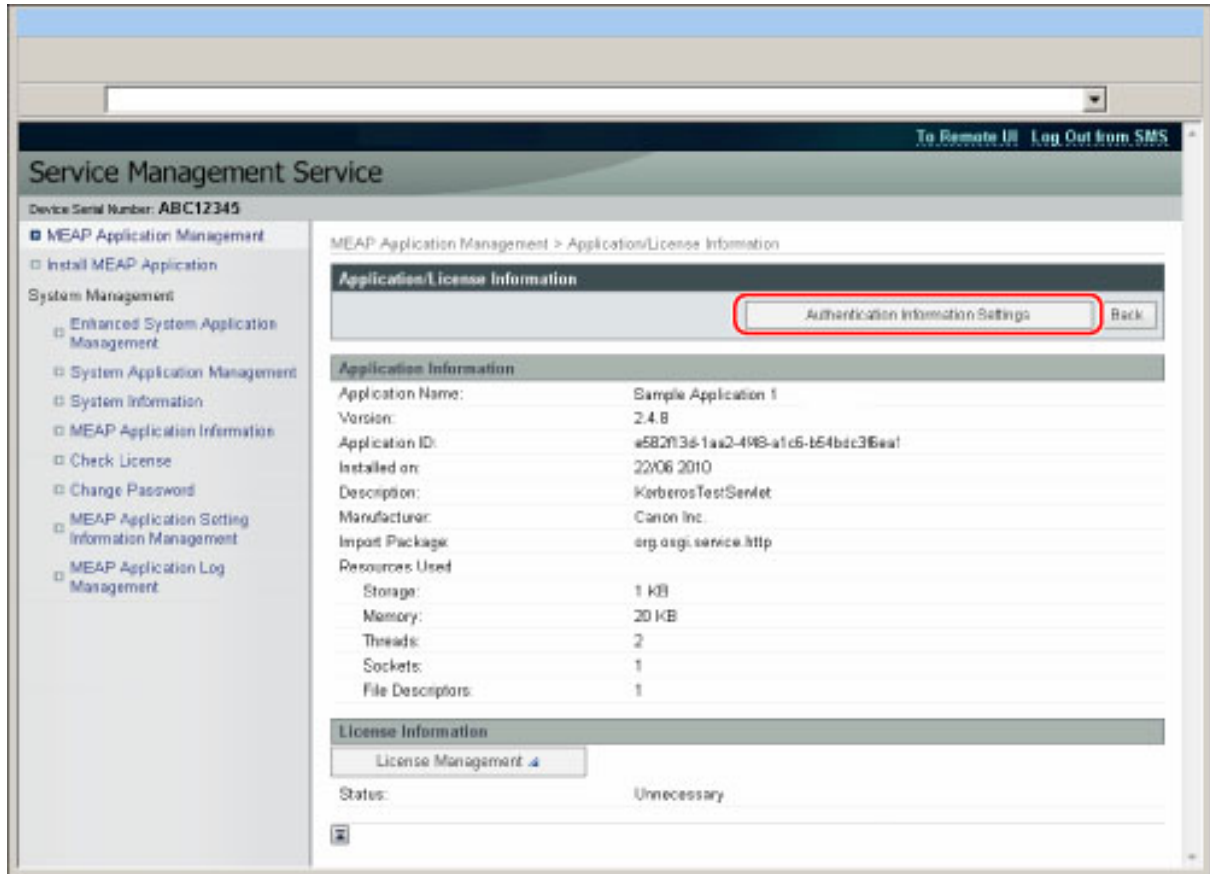 To Remote UI Log Out from SMS
Service Management Service
Device Serial Number: ABC12345
MEAP Application Management
Install MEAP Application
System Management
Enhanced System Application
Management
System Application Management
System Information
MEAP Application Information
Check License
Change Password
MEAP Application Setting
Information Management
MEAP Application Log
Management
MEAP Application Management > Application/License Information
Application/License Information
Authentication Information Settings
Back
Application Information
Application Name: Sample Application 1
Version: 2.4.8
Application ID:
Installed on: 22/06 2010
Description: KerberosTestServlet
Manufacturer: Canon Inc.
Import Package: org.osgi.service.http
Resources Used
Storage: 1 KB
Memory: 20 KB
Threads: 2
Sockets: 1
File Descriptors: 1
License Information
License Management
Status: Unnecessary